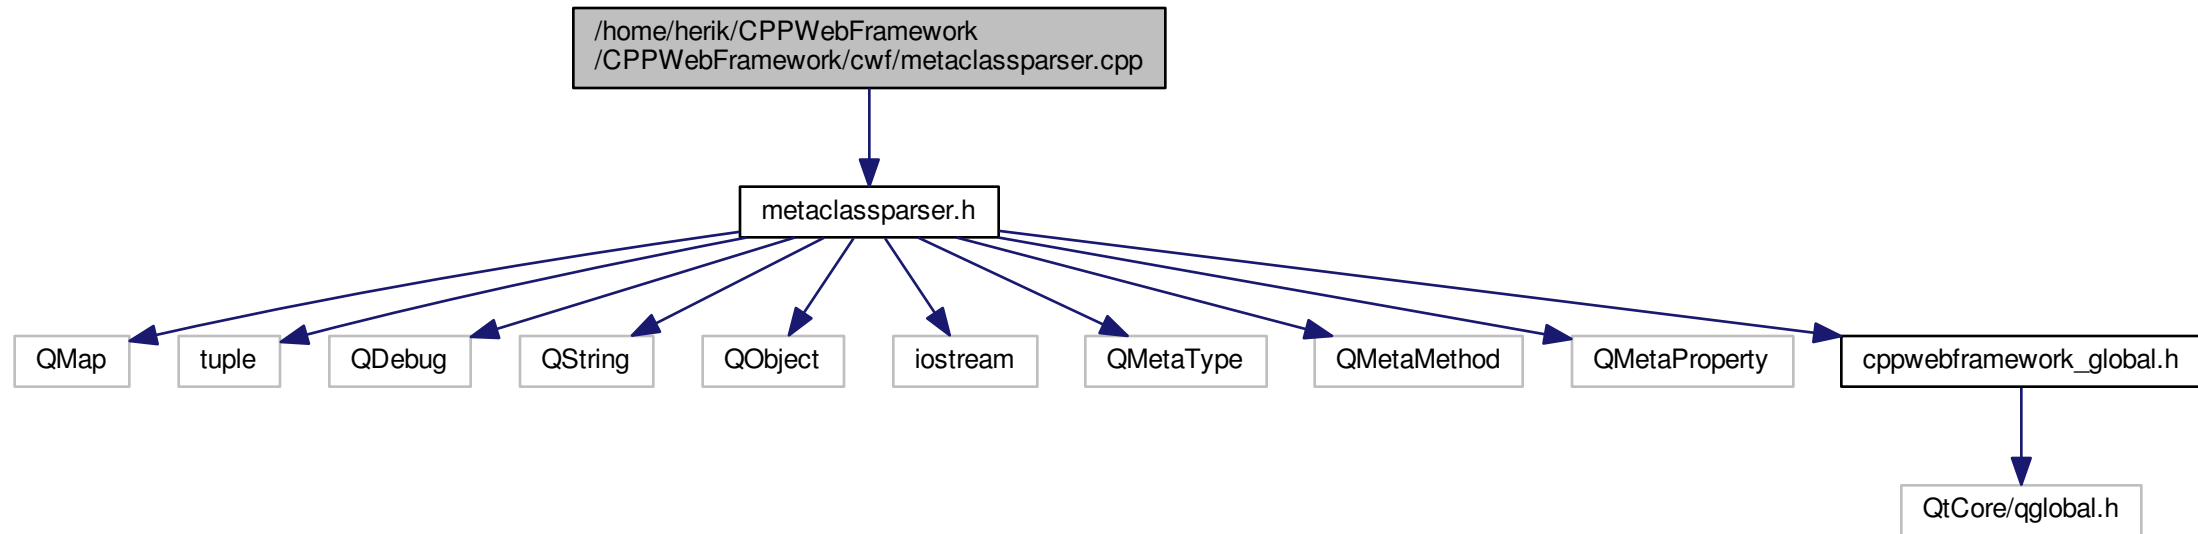 /home/herik/CPPWebFramework
/CPPWebFramework/cwf/metaclassparser.cpp
metaclassparser.h
QMap
tuple
QDebug
QString
QObject
iostream
QMetaType
QMetaMethod
QMetaProperty
cppwebframework_global.h
QtCore/qglobal.h